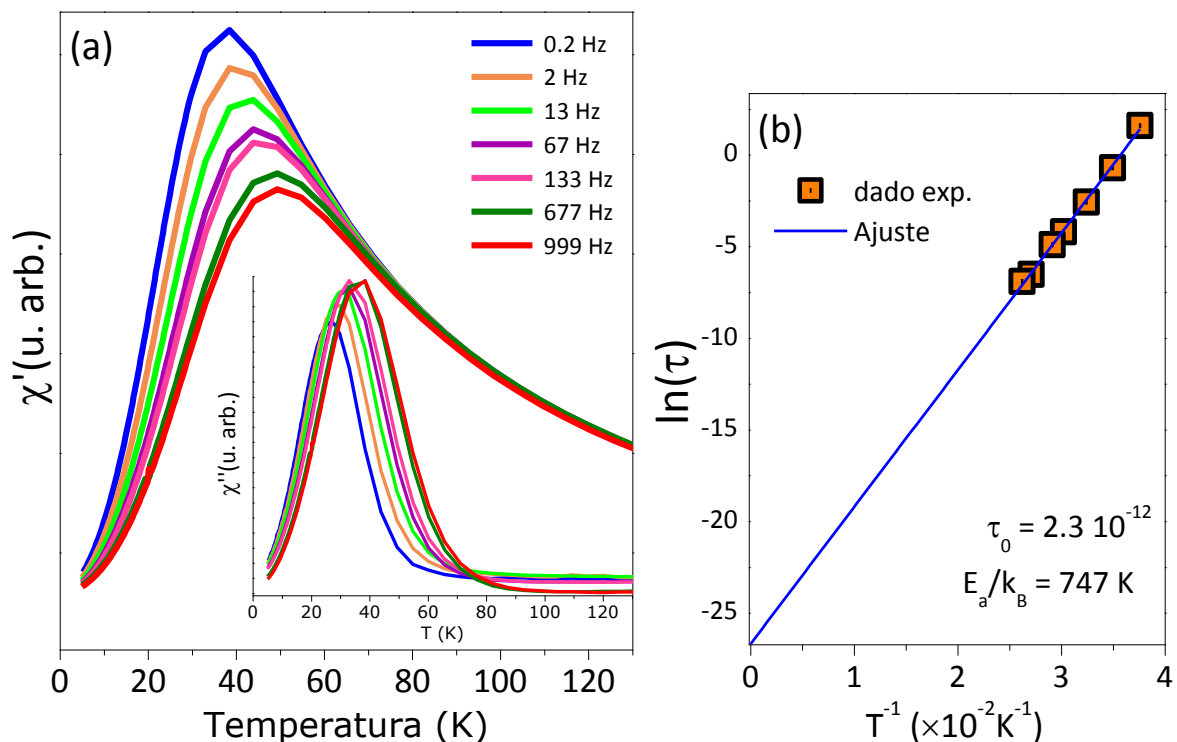 (a)
0.2 Hz
2 Hz
13 Hz
67 Hz
133 Hz
677 Hz
999 Hz
χ'(u. arb.)
χ''(u. arb.)
0 20 40 60 80 100 120
T (K)
0 20 40 60 80 100 120
Temperatura (K)
(b)
dado exp.
Ajuste
ln(τ)
0
-5
-10
-15
-20
-25
τ₀ = 2.3 10⁻¹²
Eₐ/k_B = 747 K
0 1 2 3 4
T⁻¹ (×10⁻²K⁻¹)